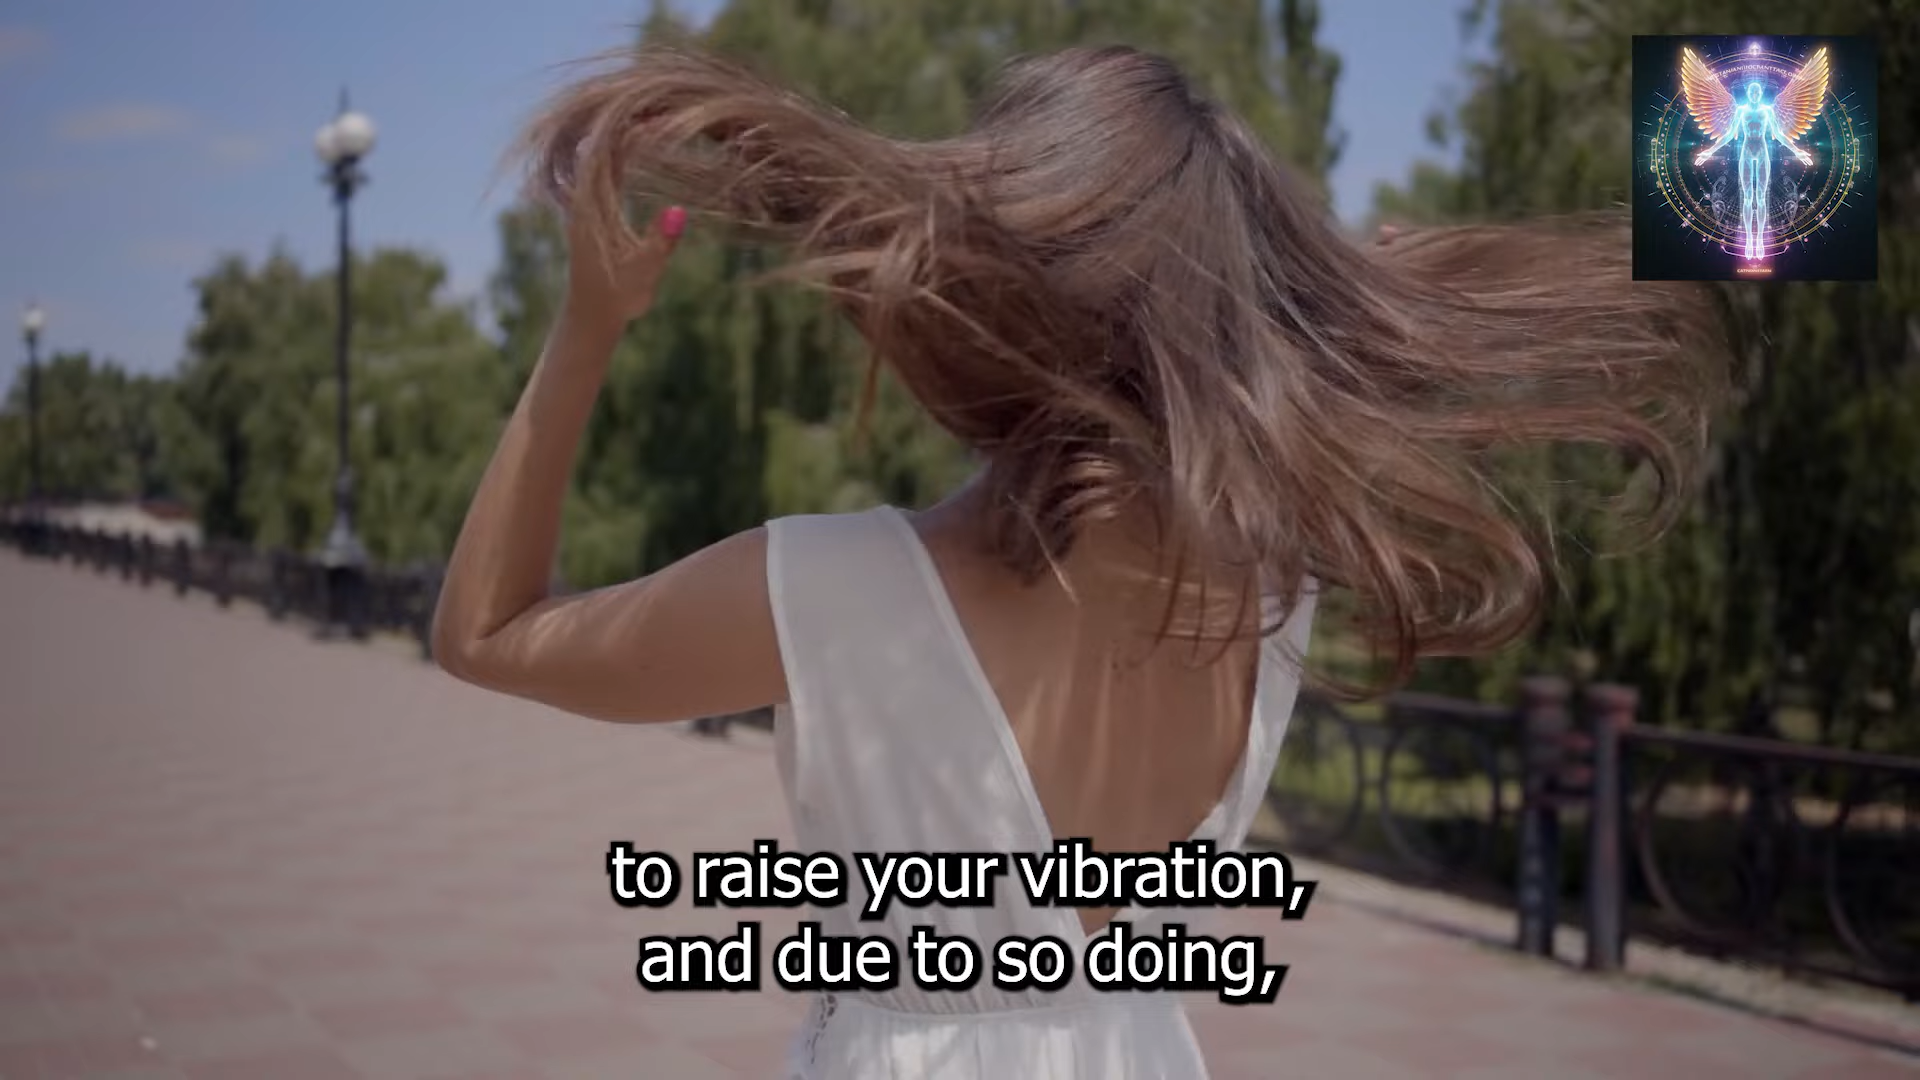 to raise your vibration,
and due to so doing,